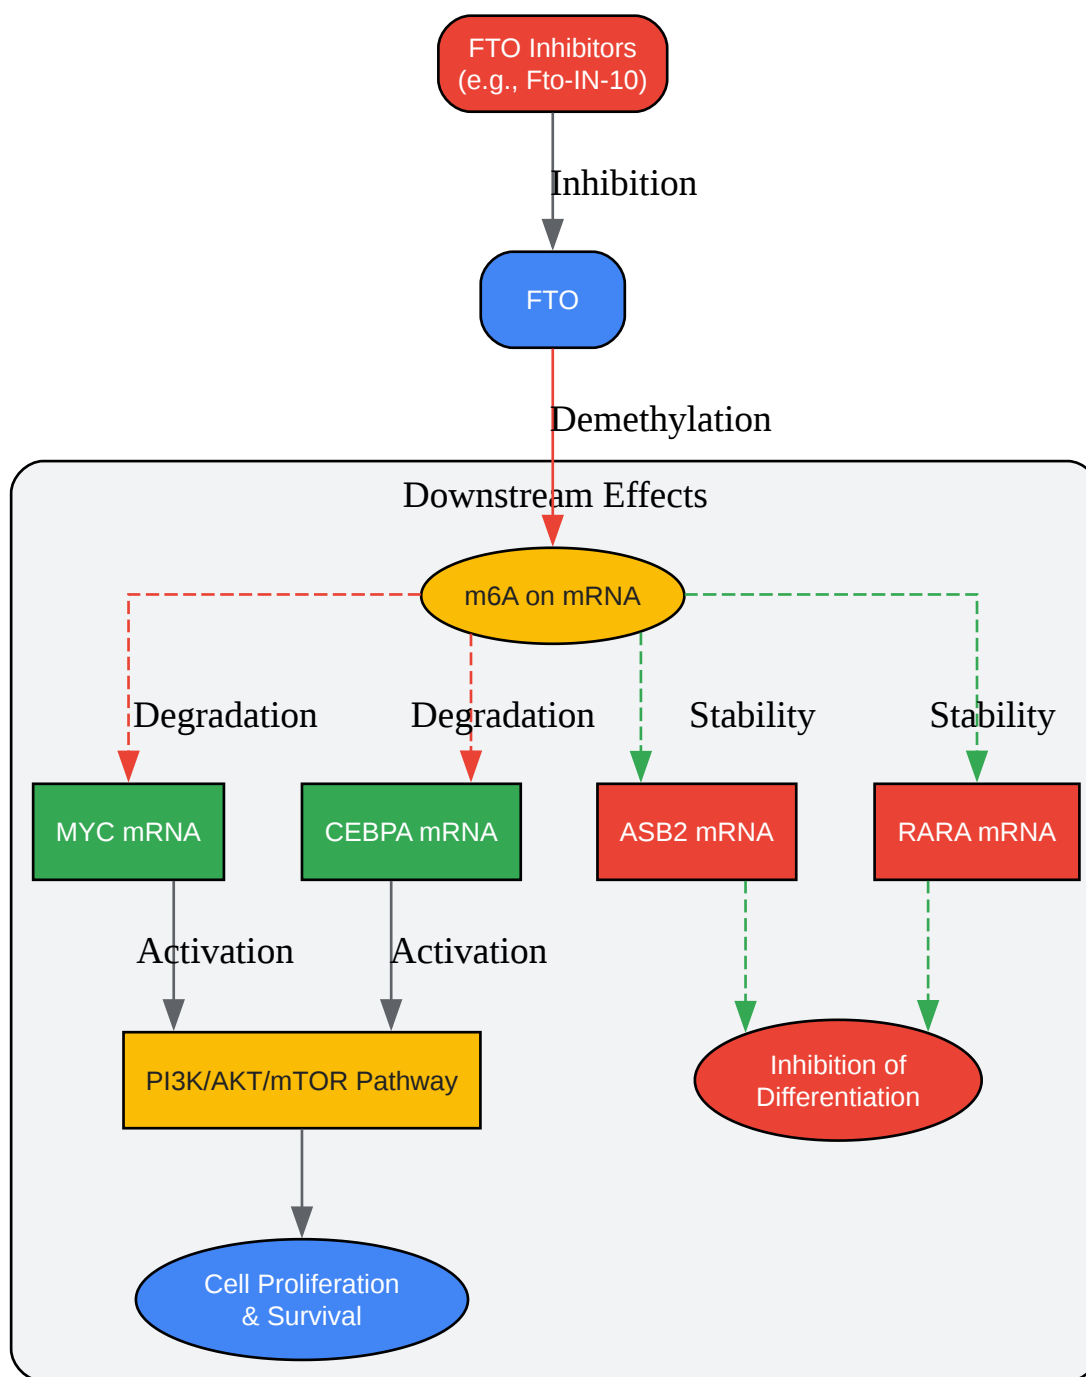 FTO Inhibitors
(e.g., Fto-IN-10)
Inhibition
FTO
Demethylation
Downstream Effects
m6A on mRNA
Degradation
Degradation
Stability
Stability
MYC mRNA
CEBPA mRNA
ASB2 mRNA
RARA mRNA
Activation
Activation
PI3K/AKT/mTOR Pathway
Inhibition of
Differentiation
Cell Proliferation
& Survival